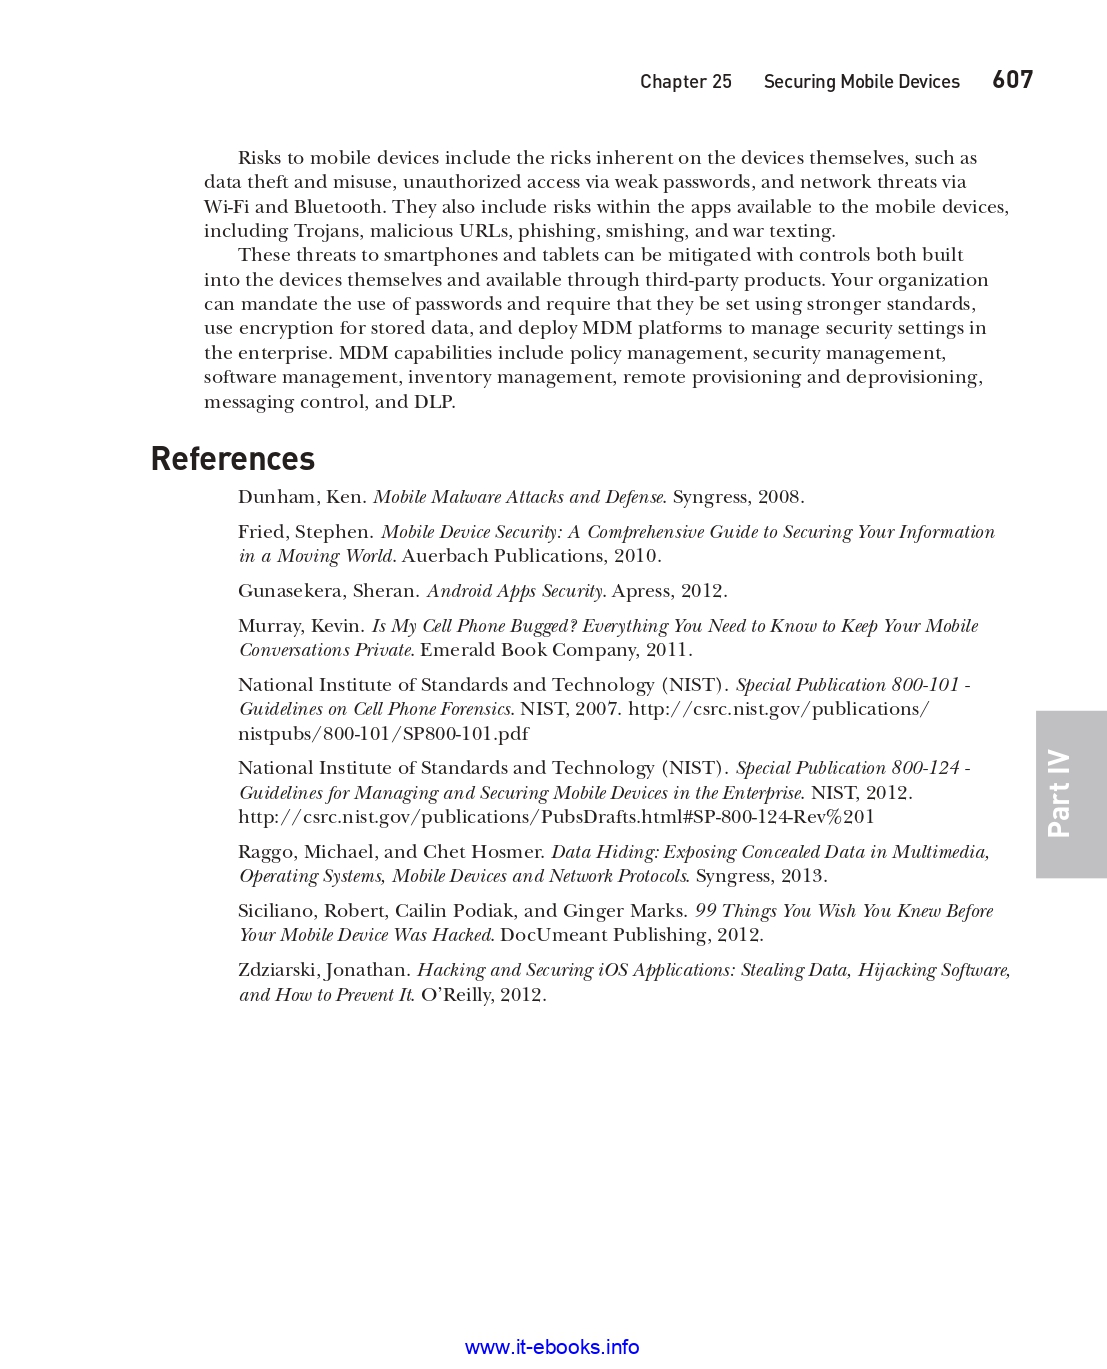 Chapter 25 Securing Mobile Devices 607
Risks to mobile devices include the ricks inherent on the devices themselves, such as
data theft and misuse, unauthorized access via weak passwords, and network threats via
Wi-Fi and Bluetooth. They also include risks within the apps available to the mobile devices,
including Trojans, malicious URLs, phishing, smishing, and war texting.
These threats to smartphones and tablets can be mitigated with controls both built
into the devices themselves and available through third-party products. Your organization
can mandate the use of passwords and require that they be set using stronger standards,
use encryption for stored data, and deploy MDM platforms to manage security settings in
the enterprise. MDM capabilities include policy management, security management,
software management, inventory management, remote provisioning and deprovisioning,
messaging control, and DLP.
References
Dunham, Ken. Mobile Malware Attacks and Defense. Syngress, 2008.
Fried, Stephen. Mobile Device Security: A Comprehensive Guide to Securing Your Information
in a Moving World. Auerbach Publications, 2010.
Gunasekera, Sheran. Android Apps Security. Apress, 2012.
Murray, Kevin. Is My Cell Phone Bugged? Everything You Need to Know to Keep Your Mobile
Conversations Private. Emerald Book Company, 2011.
National Institute of Standards and Technology (NIST). Special Publication 800-101 -
Guidelines on Cell Phone Forensics. NIST, 2007. http://csrc.nist.gov/publications/
nistpubs/800-101/SP800-101.pdf
National Institute of Standards and Technology (NIST). Special Publication 800-124 -
Guidelines for Managing and Securing Mobile Devices in the Enterprise. NIST, 2012.
http://csrc.nist.gov/publications/PubsDrafts.html#SP-800-124-Rev%201
Raggo, Michael, and Chet Hosmer. Data Hiding: Exposing Concealed Data in Multimedia,
Operating Systems, Mobile Devices and Network Protocols. Syngress, 2013.
Siciliano, Robert, Cailin Podiak, and Ginger Marks. 99 Things You Wish You Knew Before
Your Mobile Device Was Hacked. DocUmeant Publishing, 2012.
Zdziarski, Jonathan. Hacking and Securing iOS Applications: Stealing Data, Hijacking Software,
and How to Prevent It. O’Reilly, 2012.
Part IV
www.it-ebooks.info